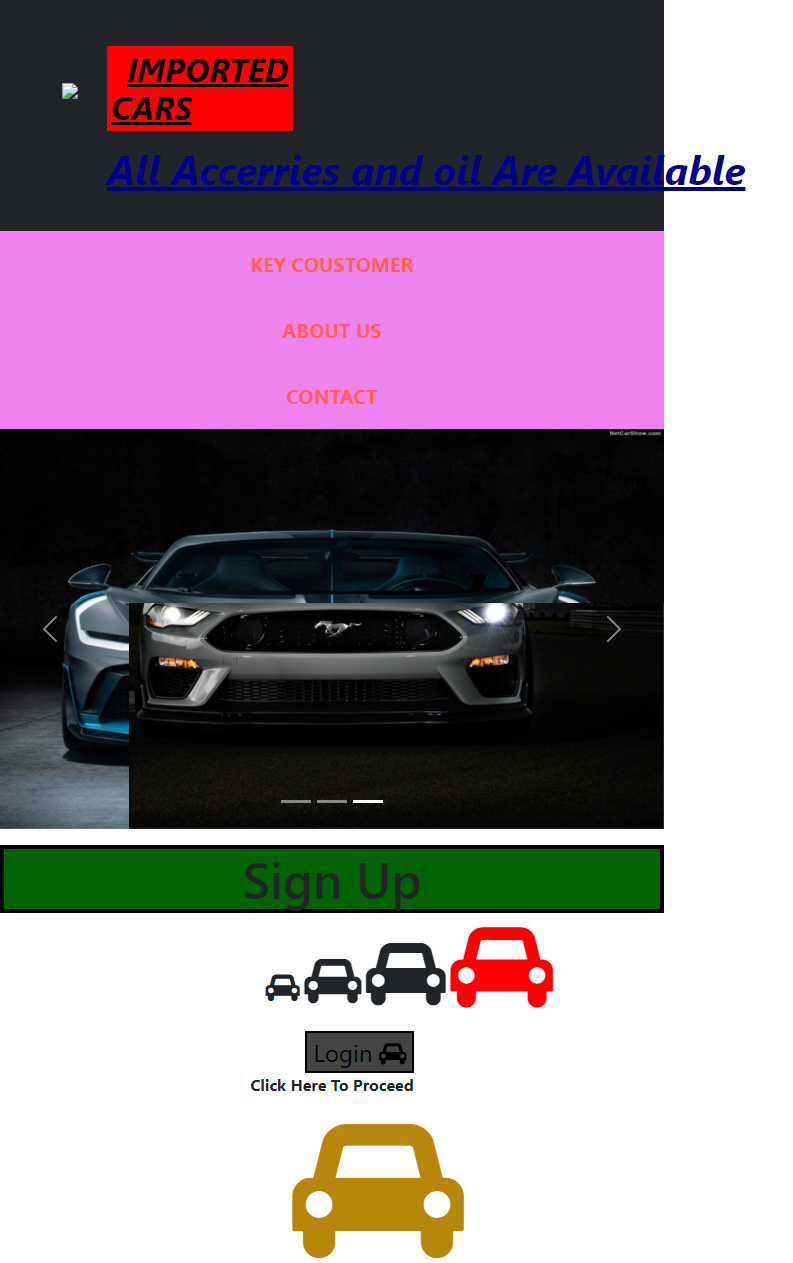 IMPORTED
CARS
All Accerries and oil Are Available
KEY COUSTOMER
ABOUT US
CONTACT
NetCarShow.com
Sign Up
Login
Click Here To Proceed